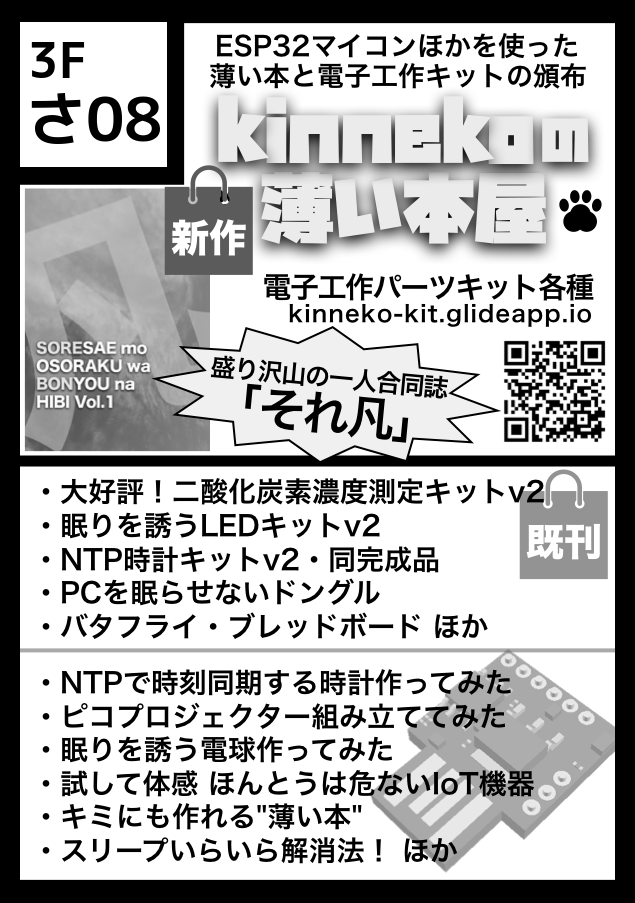 3F
さ08
ESP32マイコンほかを使った
薄い本と電子工作キットの頒布
kinnekoの
薄い本屋
新作
電子工作パーツキット各種
kinneko-kit.glideapp.io
凡
SORESAE mo
OSORAKU wa
BONYOU na
HIBI Vol.1
盛り沢山の一人合同誌
「それ凡」
・大好評！二酸化炭素濃度測定キットv2
・眠りを誘うLEDキットv2
・NTP時計キットv2・同完成品
・PCを眠らせないドングル
・バタフライ・ブレッドボード ほか
既刊
・NTPで時刻同期する時計作ってみた
・ピコプロジェクター組み立ててみた
・眠りを誘う電球作ってみた
・試して体感 ほんとうは危ないIoT機器
・キミにも作れる"薄い本"
・スリープいらいら解消法！ ほか